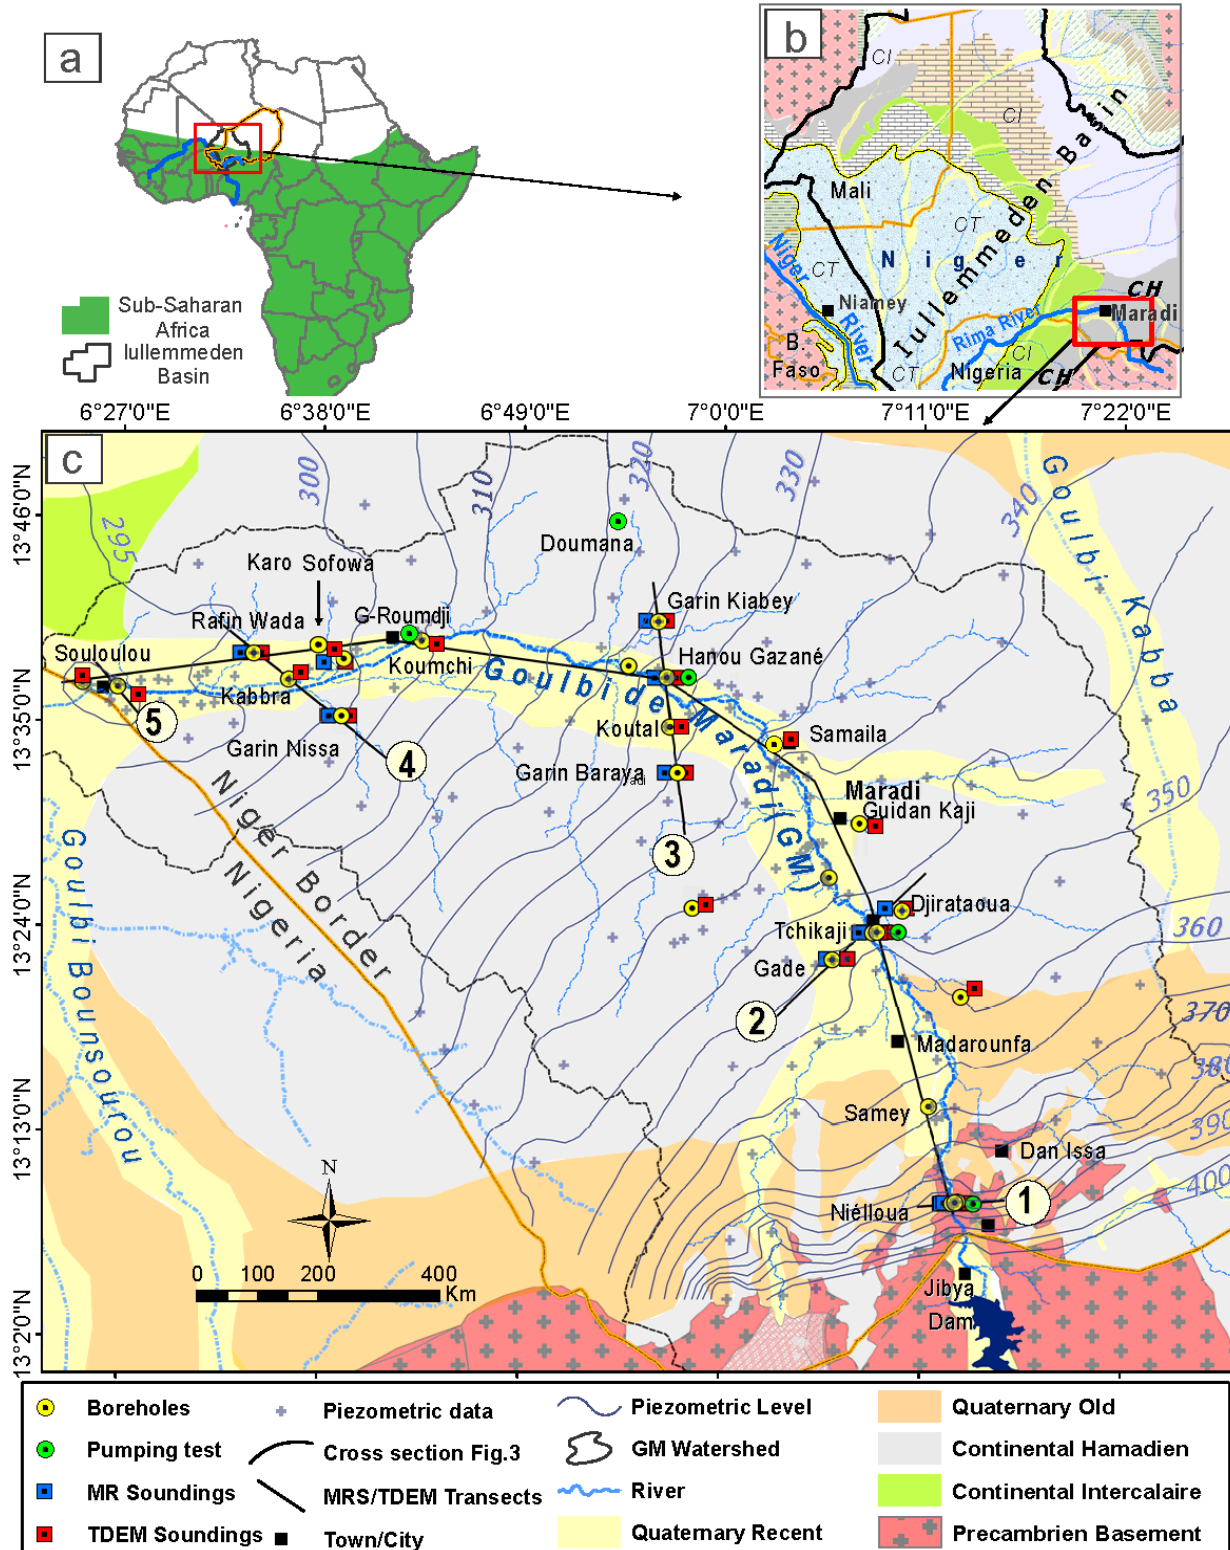 a
Sub-Saharan
Africa
Iullemmeden
Basin
b
CI
CI
Mali
CT
CT
Niger
Iullemmeden Basin
Niger
River
Niamey
B.
Faso
CT
Rima River
CI
Nigeria
CH
CH
Maradi
6°27'0"E
6°38'0"E
6°49'0"E
7°0'0"E
7°11'0"E
7°22'0"E
13°46'0"N
13°35'0"N
13°24'0"N
13°13'0"N
13°2'0"N
c
295
300
310
320
330
340
350
360
370
380
390
400
Doumana
Karo Sofowa
Rafin Wada
G-Roumdji
Garin Kiabey
Souloulou
Koumchi
Hanou Gazané
Kabbra
Goulbi de Maradi (GM)
Goulbi Kabba
Koutal
Samaila
5
Garin Nissa
4
Garin Baraya
adi
Maradi
Guidan Kaji
3
Niger Border
Nigeria
Goulbi Bounsourou
Djirataoua
Tchikaji
Gade
2
Madarounfa
Samey
Dan Issa
N
Niélloua
1
Jibya
Dam
0 100 200 400
Km
Boreholes
Pumping test
MR Soundings
TDEM Soundings
Piezometric data
Cross section Fig.3
MRS/TDEM Transects
Town/City
Piezometric Level
GM Watershed
River
Quaternary Recent
Quaternary Old
Continental Hamadien
Continental Intercalaire
Precambrien Basement